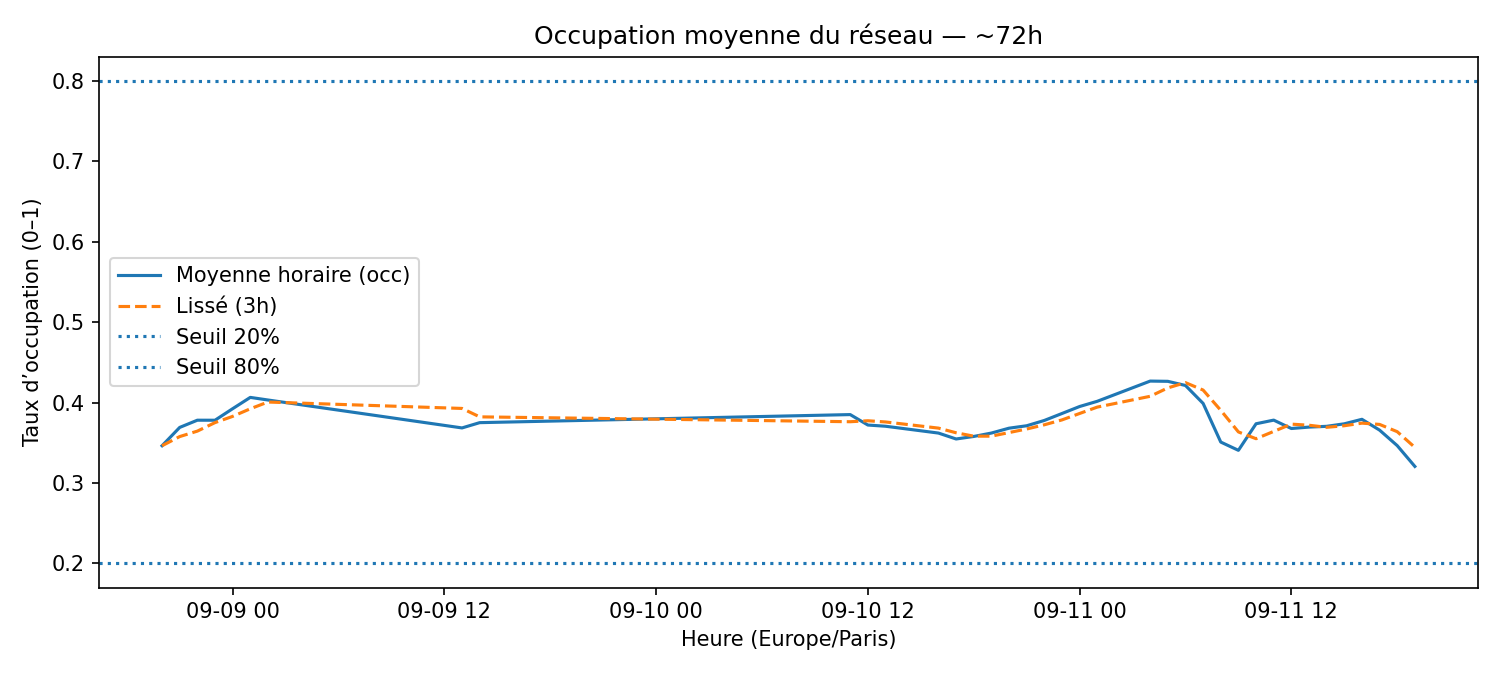 Occupation moyenne du réseau — ~72h
Taux d’occupation (0–1)
0.8
0.7
0.6
0.5
0.4
0.3
0.2
Moyenne horaire (occ)
Lissé (3h)
Seuil 20%
Seuil 80%
09-09 00
09-09 12
09-10 00
09-10 12
09-11 00
09-11 12
Heure (Europe/Paris)